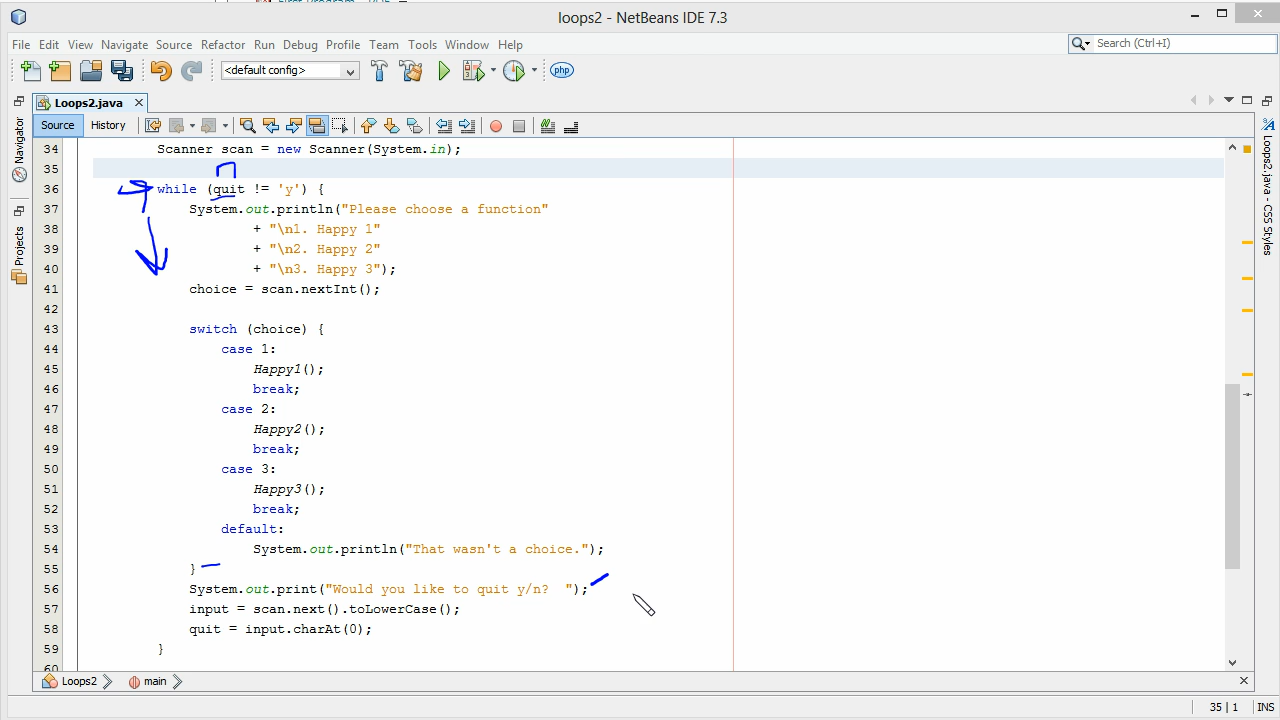 loops2 - NetBeans IDE 7.3
File Edit View Navigate Source Refactor Run Debug Profile Team Tools Window Help
Search (Ctrl+I)
<default config>
php
Loops2.java
Source History
Navigator
Projects
Loops2.java - CSS Styles
34 Scanner scan = new Scanner(System.in);
35
36 while (quit != 'y') {
37 System.out.println("Please choose a function"
38 + "\n1. Happy 1"
39 + "\n2. Happy 2"
40 + "\n3. Happy 3");
41 choice = scan.nextInt();
42
43 switch (choice) {
44 case 1:
45 Happy1();
46 break;
47 case 2:
48 Happy2();
49 break;
50 case 3:
51 Happy3();
52 break;
53 default:
54 System.out.println("That wasn't a choice.");
55 }
56 System.out.print("Would you like to quit y/n?  ");
57 input = scan.next().toLowerCase();
58 quit = input.charAt(0);
59 }
60
Loops2 main
35 | 1 INS